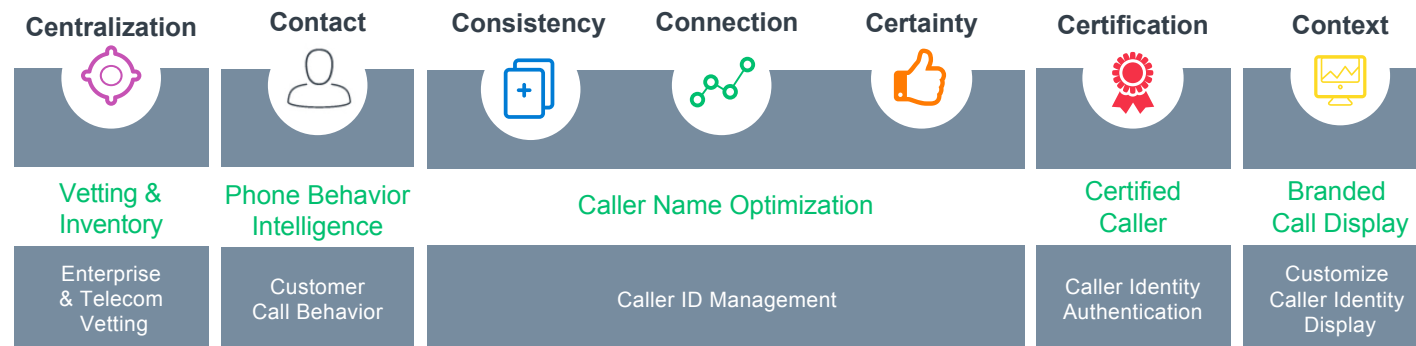 Centralization
Contact
Consistency
Connection
Certainty
Certification
Context
Vetting &
Inventory
Phone Behavior
Intelligence
Caller Name Optimization
Certified
Caller
Branded
Call Display
Enterprise
& Telecom
Vetting
Customer
Call Behavior
Caller ID Management
Caller Identity
Authentication
Customize
Caller Identity
Display